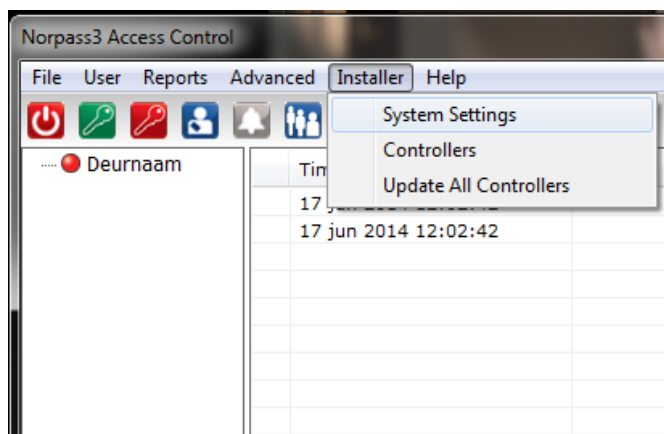 Norpass3 Access Control
File User Reports Advanced Installer Help
System Settings
Controllers
Update All Controllers
Deurnaam
17
17 jun 2014 12:02:42